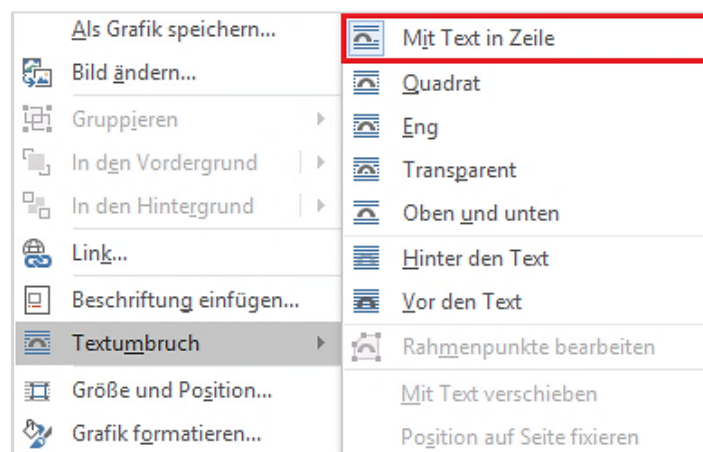 Als Grafik speichern...
Bild ändern...
Gruppieren
In den Vordergrund
In den Hintergrund
Link...
Beschriftung einfügen...
Textumbruch
Größe und Position...
Grafik formatieren...
Mit Text in Zeile
Quadrat
Eng
Transparent
Oben und unten
Hinter den Text
Vor den Text
Rahmenpunkte bearbeiten
Mit Text verschieben
Position auf Seite fixieren